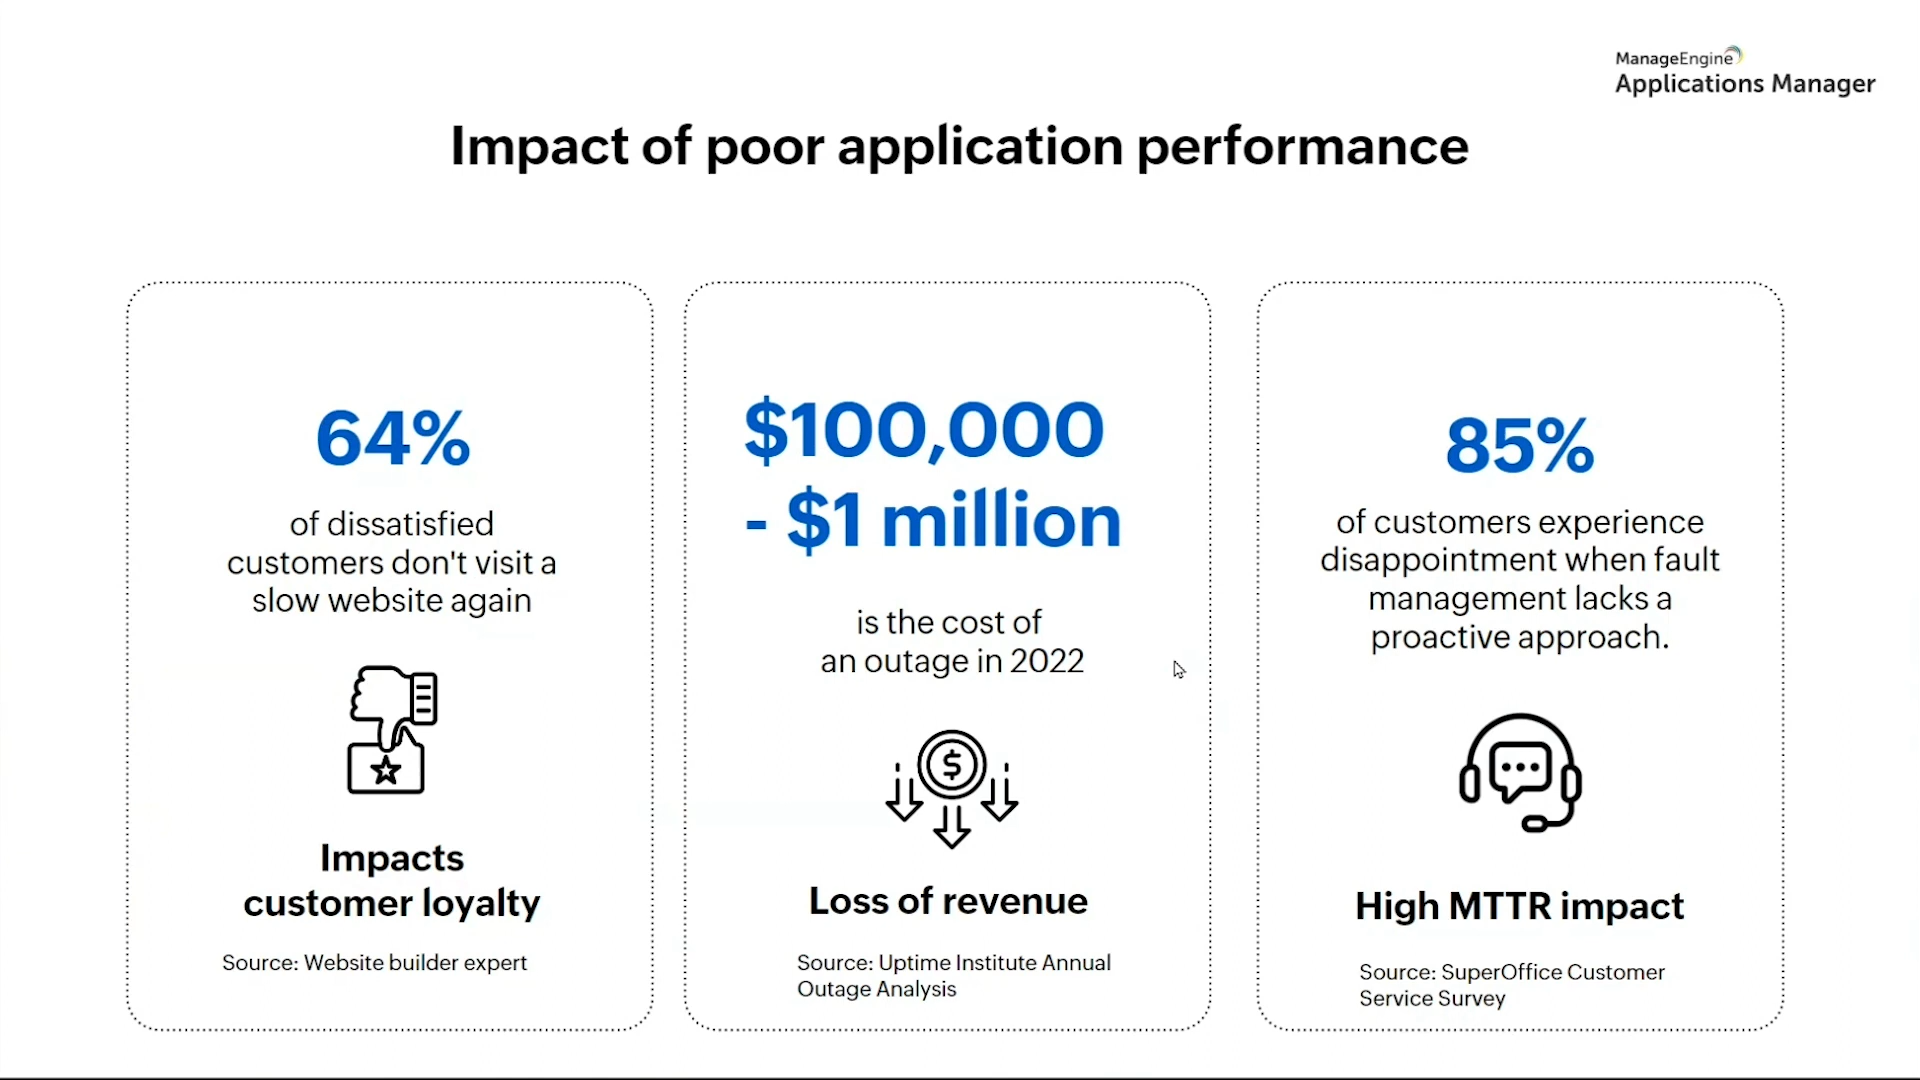 ManageEngine
Applications Manager
Impact of poor application performance
64%
of dissatisfied
customers don't visit a
slow website again
Impacts
customer loyalty
Source: Website builder expert
$100,000
- $1 million
is the cost of
an outage in 2022
$
Loss of revenue
Source: Uptime Institute Annual
Outage Analysis
85%
of customers experience
disappointment when fault
management lacks a
proactive approach.
High MTTR impact
Source: SuperOffice Customer
Service Survey